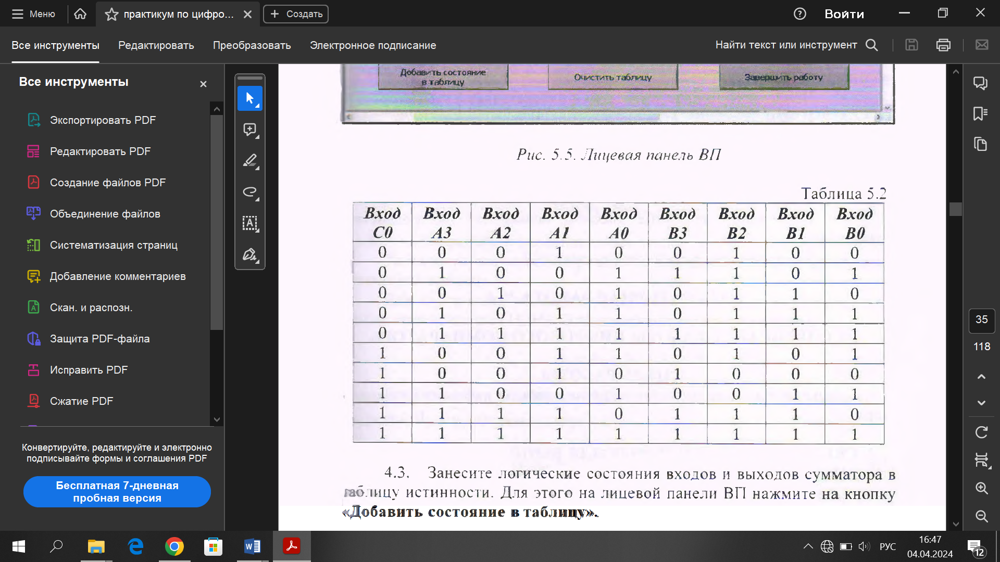 Меню
практикум по цифро...
Создать
Войти
Все инструменты
Редактировать
Преобразовать
Электронное подписание
Найти текст или инструмент
Все инструменты
Экспортировать PDF
Редактировать PDF
Создание файлов PDF
Объединение файлов
Систематизация страниц
Добавление комментариев
Скан. и распозн.
Защита PDF-файла
Исправить PDF
Сжатие PDF
Конвертируйте, редактируйте и электронно
подписывайте формы и соглашения PDF
Бесплатная 7-дневная
пробная версия
Добавить состояние
в таблицу
Очистить таблицу
Завершить работу
Рис. 5.5. Лицевая панель ВП
Таблица 5.2
Вход C0 Вход A3 Вход A2 Вход A1 Вход A0 Вход B3 Вход B2 Вход B1 Вход B0
0 0 0 1 0 0 1 0 0
0 1 0 0 1 1 1 0 1
0 0 1 0 1 0 1 1 0
0 1 0 1 1 0 1 1 1
0 1 1 1 1 1 1 1 1
1 0 0 1 1 0 1 0 1
1 0 0 1 0 1 0 0 0
1 1 0 0 1 0 0 1 1
1 1 1 1 0 1 1 1 0
1 1 1 1 1 1 1 1 1
4.3. Занесите логические состояния входов и выходов сумматора в
таблицу истинности. Для этого на лицевой панели ВП нажмите на кнопку
«Добавить состояние в таблицу».
35
118
РУС
16:47
04.04.2024
12